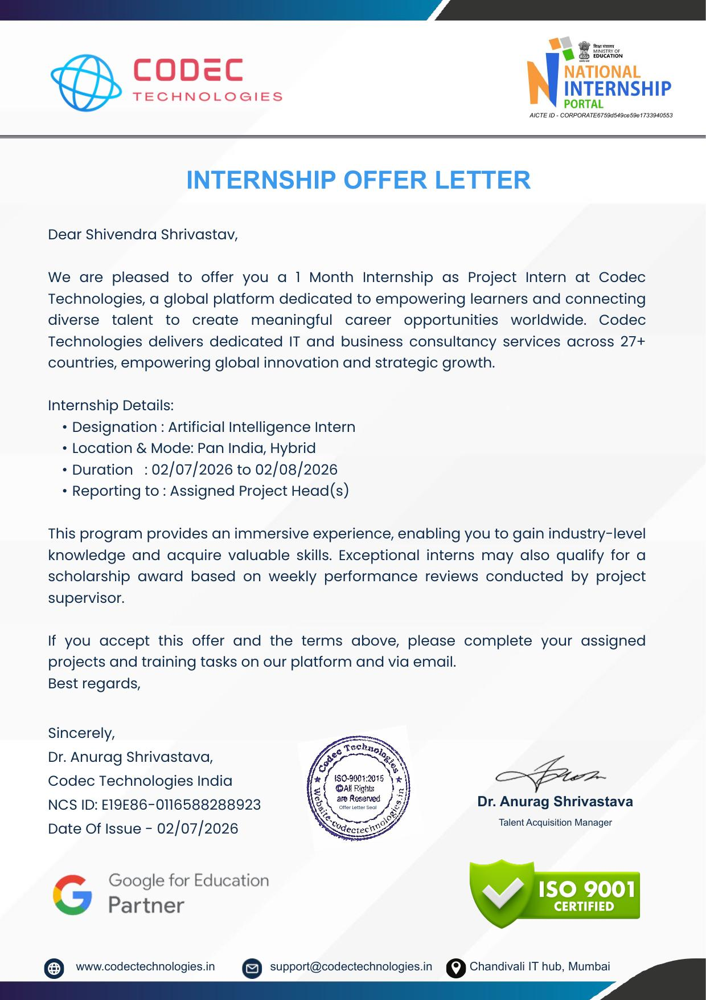 CODEC
TECHNOLOGIES
शिक्षा मंत्रालय
MINISTRY OF
EDUCATION
NATIONAL
INTERNSHIP
PORTAL
AICTE ID - CORPORATE6759d549ce59e1733940553
INTERNSHIP OFFER LETTER
Dear Shivendra Shrivastav,
We are pleased to offer you a 1 Month Internship as Project Intern at Codec
Technologies, a global platform dedicated to empowering learners and connecting
diverse talent to create meaningful career opportunities worldwide. Codec
Technologies delivers dedicated IT and business consultancy services across 27+
countries, empowering global innovation and strategic growth.
Internship Details:
• Designation : Artificial Intelligence Intern
• Location & Mode: Pan India, Hybrid
• Duration : 02/07/2026 to 02/08/2026
• Reporting to : Assigned Project Head(s)
This program provides an immersive experience, enabling you to gain industry-level
knowledge and acquire valuable skills. Exceptional interns may also qualify for a
scholarship award based on weekly performance reviews conducted by project
supervisor.
If you accept this offer and the terms above, please complete your assigned
projects and training tasks on our platform and via email.
Best regards,
Sincerely,
Dr. Anurag Shrivastava,
Codec Technologies India
NCS ID: E19E86-0116588288923
Date Of Issue - 02/07/2026
Codec Technologies
ISO-9001:2015
©All Rights
are Reserved
Offer Letter Seal
Website-codectechnologies.in
Dr. Anurag Shrivastava
Talent Acquisition Manager
Google for Education
Partner
ISO 9001
CERTIFIED
www.codectechnologies.in
support@codectechnologies.in
Chandivali IT hub, Mumbai